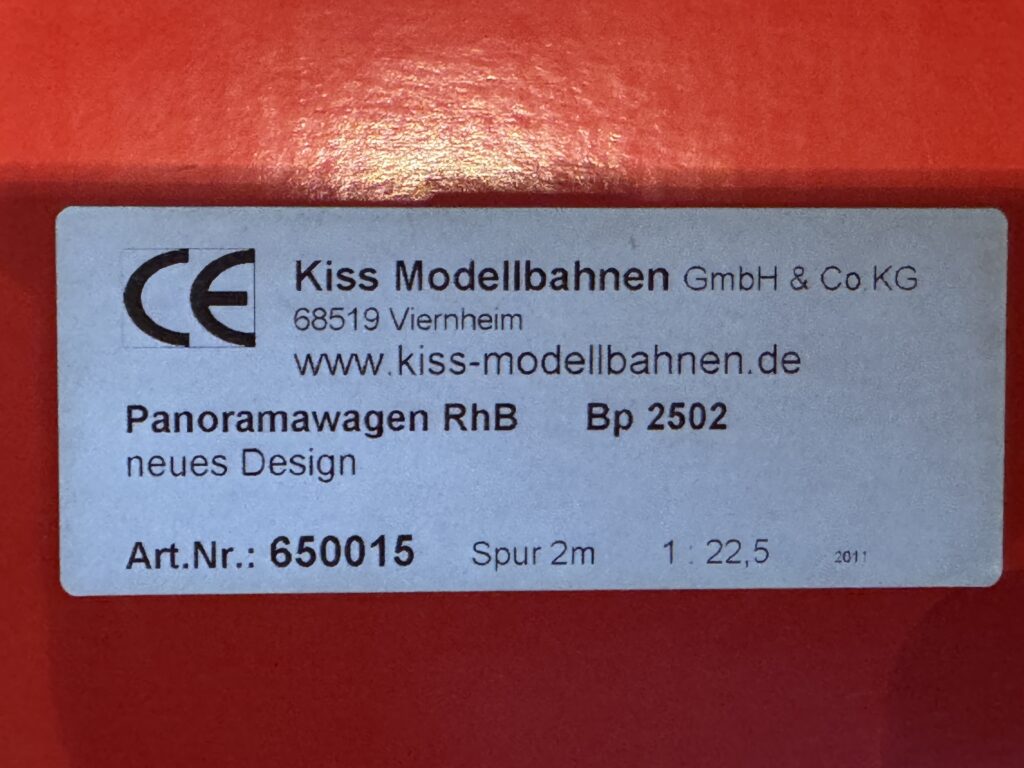 CE
Kiss Modellbahnen GmbH & Co.KG
68519 Viernheim
www.kiss-modellbahnen.de
Panoramawagen RhB Bp 2502
neues Design
Art.Nr.: 650015 Spur 2m 1 : 22,5 2011